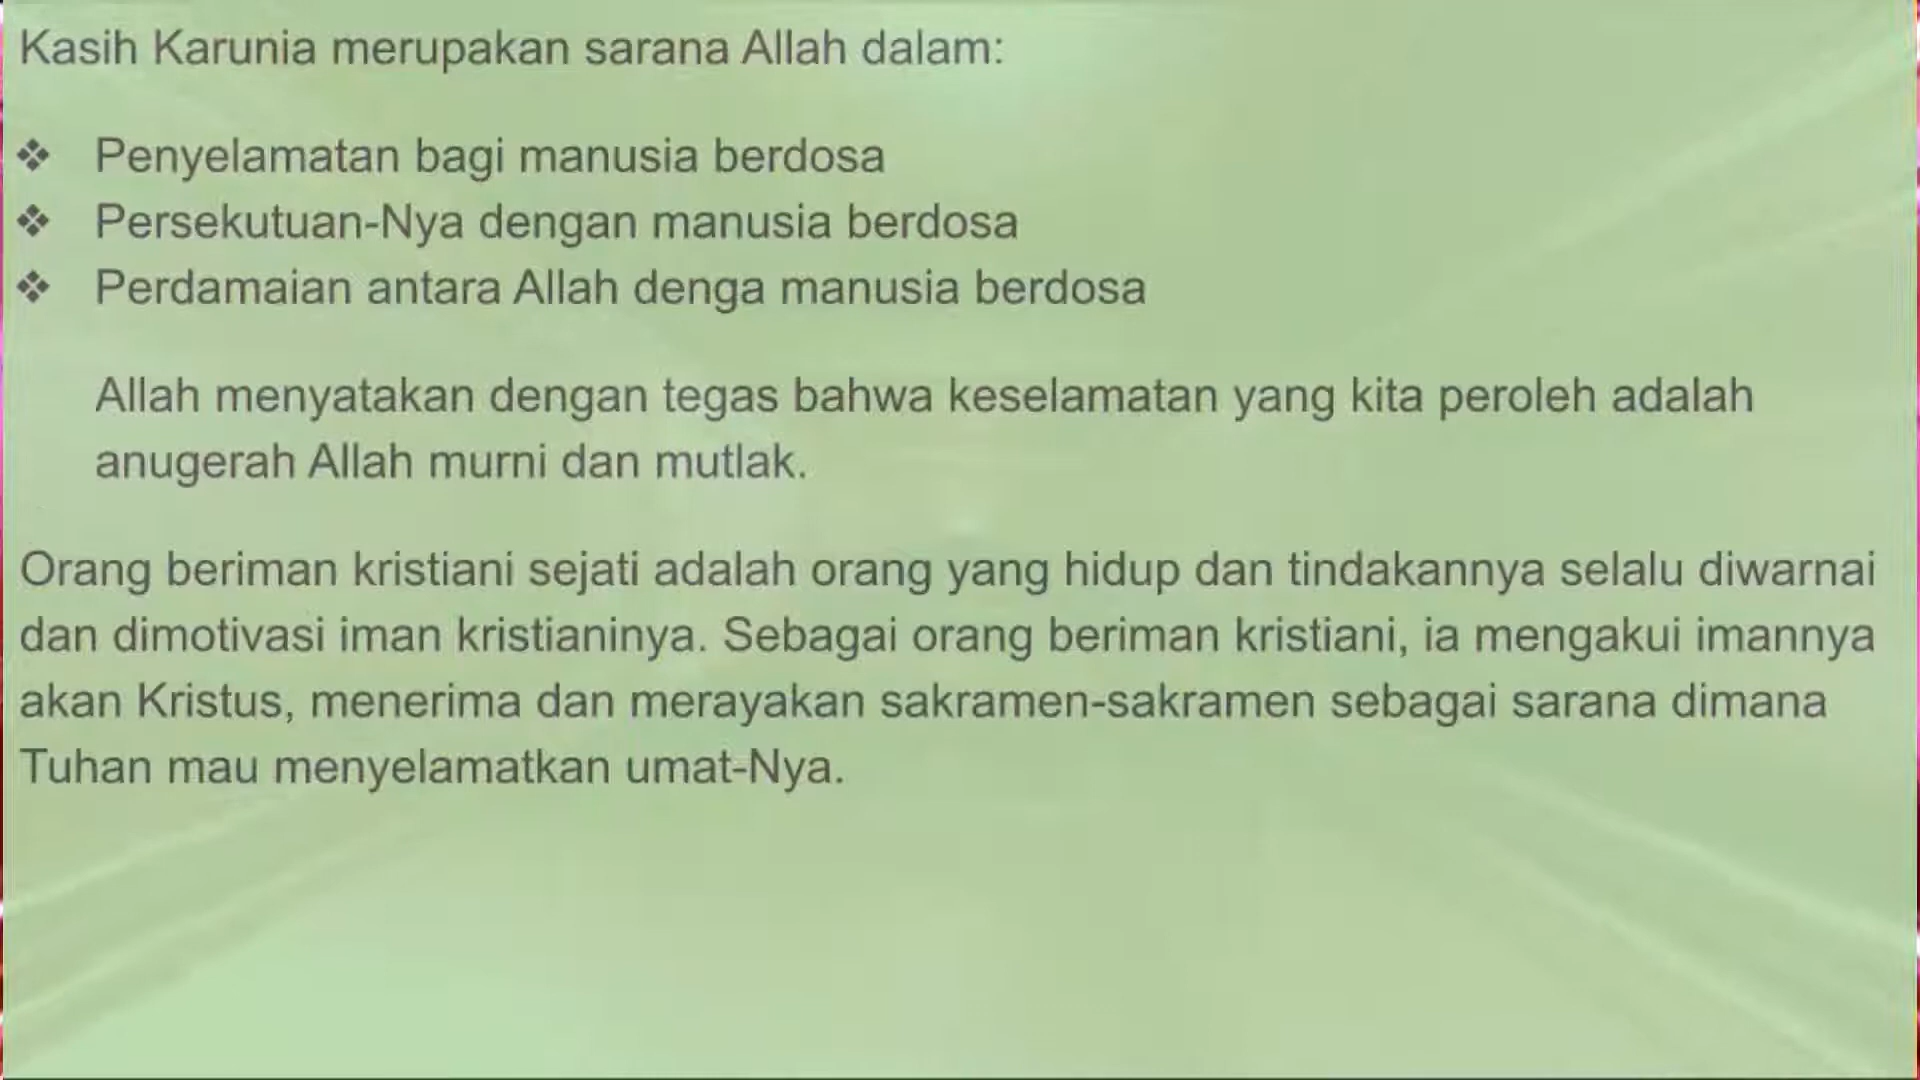 Kasih Karunia merupakan sarana Allah dalam:
❖ Penyelamatan bagi manusia berdosa
❖ Persekutuan-Nya dengan manusia berdosa
❖ Perdamaian antara Allah denga manusia berdosa
Allah menyatakan dengan tegas bahwa keselamatan yang kita peroleh adalah
anugerah Allah murni dan mutlak.
Orang beriman kristiani sejati adalah orang yang hidup dan tindakannya selalu diwarnai
dan dimotivasi iman kristianinya. Sebagai orang beriman kristiani, ia mengakui imannya
akan Kristus, menerima dan merayakan sakramen-sakramen sebagai sarana dimana
Tuhan mau menyelamatkan umat-Nya.